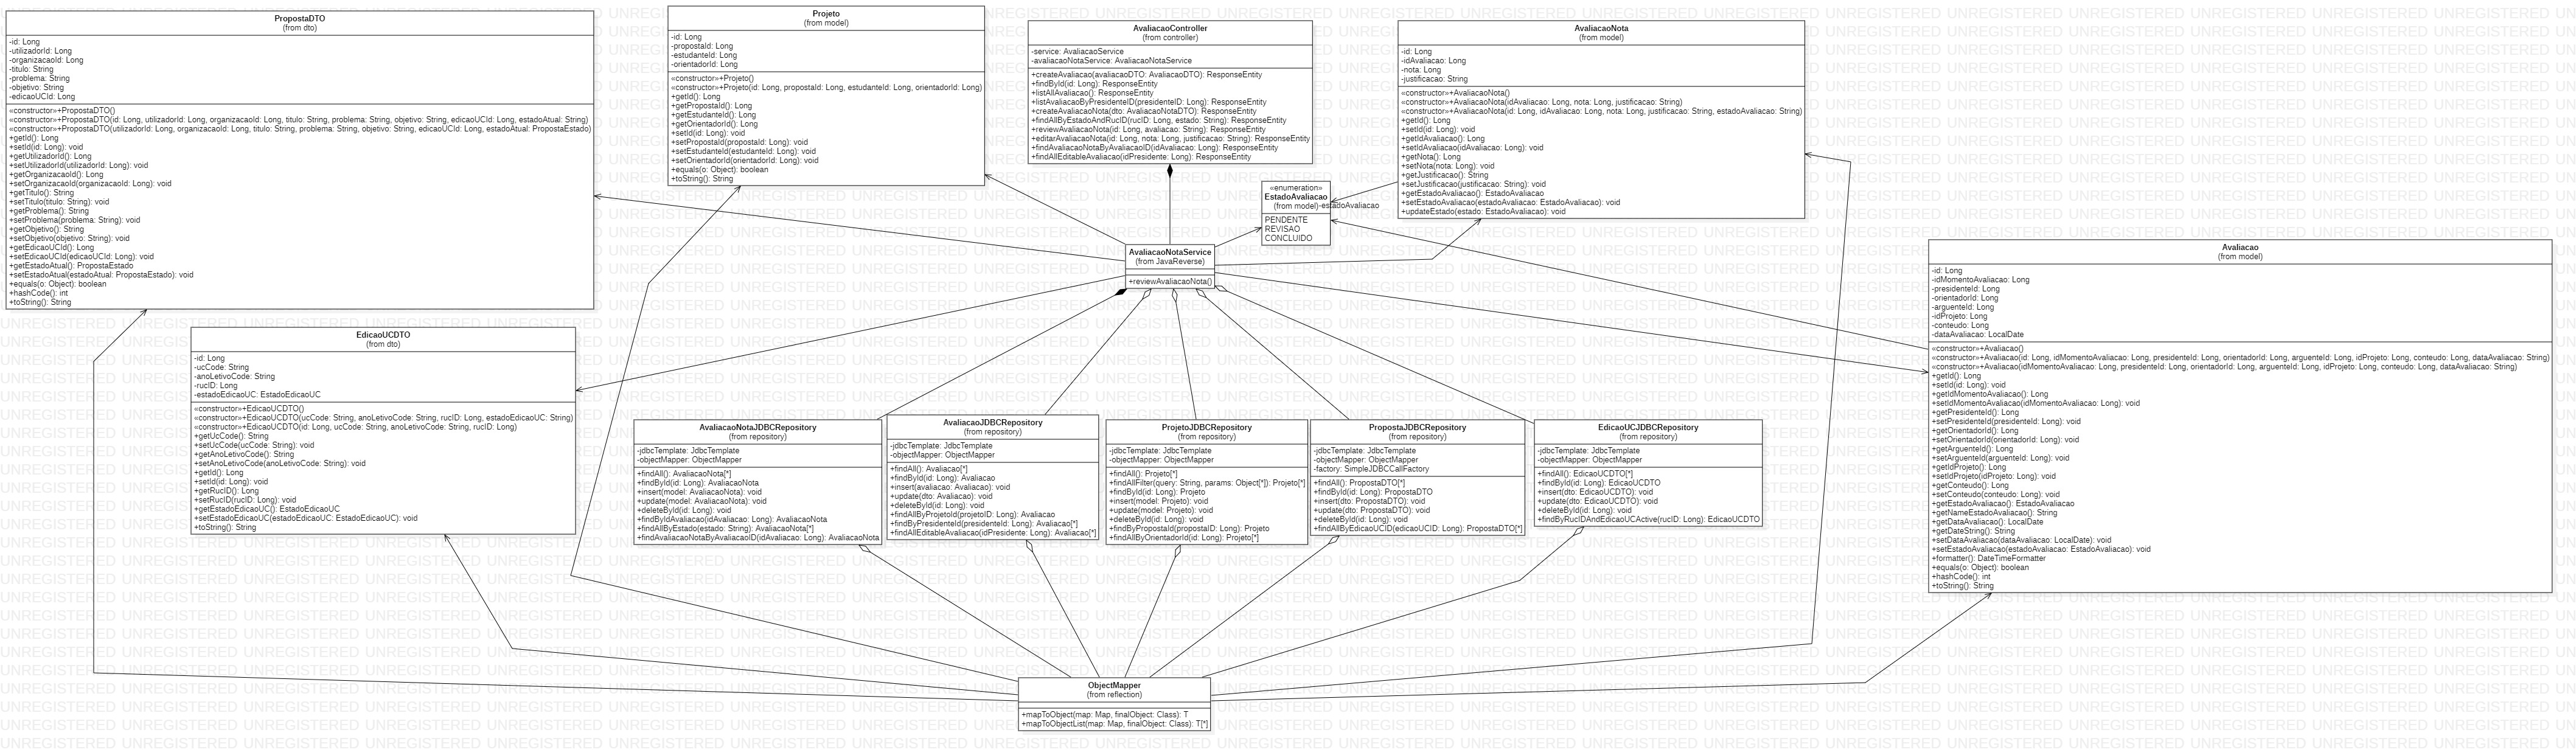 PropostaDTO
(from dto)
-id: Long
-utilizadorId: Long
-organizacaoId: Long
-titulo: String
-problema: String
-objetivo: String
-edicaoUCId: Long
«constructor»+PropostaDTO()
«constructor»+PropostaDTO(id: Long, utilizadorId: Long, organizacaoId: Long, titulo: String, problema: String, objetivo: String, edicaoUCId: Long, estadoAtual: String)
«constructor»+PropostaDTO(utilizadorId: Long, organizacaoId: Long, titulo: String, problema: String, objetivo: String, edicaoUCId: Long, estadoAtual: PropostaEstado)
+getId(): Long
+setId(id: Long): void
+getUtilizadorId(): Long
+setUtilizadorId(utilizadorId: Long): void
+getOrganizacaoId(): Long
+setOrganizacaoId(organizacaoId: Long): void
+getTitulo(): String
+setTitulo(titulo: String): void
+getProblema(): String
+setProblema(problema: String): void
+getObjetivo(): String
+setObjetivo(objetivo: String): void
+getEdicaoUCId(): Long
+setEdicaoUCId(edicaoUCId: Long): void
+getEstadoAtual(): PropostaEstado
+setEstadoAtual(estadoAtual: PropostaEstado): void
+equals(o: Object): boolean
+hashCode(): int
+toString(): String
Projeto
(from model)
-id: Long
-propostaId: Long
-estudanteId: Long
-orientadorId: Long
«constructor»+Projeto()
«constructor»+Projeto(id: Long, propostaId: Long, estudanteId: Long, orientadorId: Long)
+getId(): Long
+getPropostaId(): Long
+getEstudanteId(): Long
+getOrientadorId(): Long
+setId(id: Long): void
+setPropostaId(propostaId: Long): void
+setEstudanteId(estudanteId: Long): void
+setOrientadorId(orientadorId: Long): void
+equals(o: Object): boolean
+toString(): String
AvaliacaoController
(from controller)
-service: AvaliacaoService
-avaliacaoNotaService: AvaliacaoNotaService
+createAvaliacao(avaliacaoDTO: AvaliacaoDTO): ResponseEntity
+findById(id: Long): ResponseEntity
+listAllAvaliacao(): ResponseEntity
+listAvaliacaoByPresidenteID(presidenteID: Long): ResponseEntity
+createAvaliacaoNota(dto: AvaliacaoNotaDTO): ResponseEntity
+findAllByEstadoAndRucID(rucID: Long, estado: String): ResponseEntity
+reviewAvaliacaoNota(id: Long, avaliacao: String): ResponseEntity
+editarAvaliacaoNota(id: Long, nota: Long, justificacao: String): ResponseEntity
+findAvaliacaoNotaByAvaliacaoID(idAvaliacao: Long): ResponseEntity
+findAllEditableAvaliacao(idPresidente: Long): ResponseEntity
AvaliacaoNota
(from model)
-id: Long
-idAvaliacao: Long
-nota: Long
-justificacao: String
«constructor»+AvaliacaoNota()
«constructor»+AvaliacaoNota(idAvaliacao: Long, nota: Long, justificacao: String)
«constructor»+AvaliacaoNota(id: Long, idAvaliacao: Long, nota: Long, justificacao: String, estadoAvaliacao: String)
+getId(): Long
+setId(id: Long): void
+getIdAvaliacao(): Long
+setIdAvaliacao(idAvaliacao: Long): void
+getNota(): Long
+setNota(nota: Long): void
+getJustificacao(): String
+setJustificacao(justificacao: String): void
+getEstadoAvaliacao(): EstadoAvaliacao
+setEstadoAvaliacao(estadoAvaliacao: EstadoAvaliacao): void
+updateEstado(estado: EstadoAvaliacao): void
«enumeration»
EstadoAvaliacao
(from model)
-estadoAvaliacao
PENDENTE
REVISAO
CONCLUIDO
AvaliacaoNotaService
(from JavaReverse)
+reviewAvaliacaoNota()
Avaliacao
(from model)
-id: Long
-idMomentoAvaliacao: Long
-presidenteId: Long
-orientadorId: Long
-arguenteId: Long
-idProjeto: Long
-conteudo: Long
-dataAvaliacao: LocalDate
«constructor»+Avaliacao()
«constructor»+Avaliacao(id: Long, idMomentoAvaliacao: Long, presidenteId: Long, orientadorId: Long, arguenteId: Long, idProjeto: Long, conteudo: Long, dataAvaliacao: String)
«constructor»+Avaliacao(idMomentoAvaliacao: Long, presidenteId: Long, orientadorId: Long, arguenteId: Long, idProjeto: Long, conteudo: Long, dataAvaliacao: String)
+getId(): Long
+setId(id: Long): void
+getIdMomentoAvaliacao(): Long
+setIdMomentoAvaliacao(idMomentoAvaliacao: Long): void
+getPresidenteId(): Long
+setPresidenteId(presidenteId: Long): void
+getOrientadorId(): Long
+setOrientadorId(orientadorId: Long): void
+getArguenteId(): Long
+setArguenteId(arguenteId: Long): void
+getIdProjeto(): Long
+setIdProjeto(idProjeto: Long): void
+getConteudo(): Long
+setConteudo(conteudo: Long): void
+getEstadoAvaliacao(): EstadoAvaliacao
+getNameEstadoAvaliacao(): String
+getDataAvaliacao(): LocalDate
+getDateString(): String
+setDataAvaliacao(dataAvaliacao: LocalDate): void
+setEstadoAvaliacao(estadoAvaliacao: EstadoAvaliacao): void
+formatter(): DateTimeFormatter
+equals(o: Object): boolean
+hashCode(): int
+toString(): String
EdicaoUCDTO
(from dto)
-id: Long
-ucCode: String
-anoLetivoCode: String
-rucID: Long
-estadoEdicaoUC: EstadoEdicaoUC
«constructor»+EdicaoUCDTO()
«constructor»+EdicaoUCDTO(ucCode: String, anoLetivoCode: String, rucID: Long, estadoEdicaoUC: String)
«constructor»+EdicaoUCDTO(id: Long, ucCode: String, anoLetivoCode: String, rucID: Long)
+getUcCode(): String
+setUcCode(ucCode: String): void
+getAnoLetivoCode(): String
+setAnoLetivoCode(anoLetivoCode: String): void
+getId(): Long
+setId(id: Long): void
+getRucID(): Long
+setRucID(rucID: Long): void
+getEstadoEdicaoUC(): EstadoEdicaoUC
+setEstadoEdicaoUC(estadoEdicaoUC: EstadoEdicaoUC): void
+toString(): String
AvaliacaoNotaJDBCRepository
(from repository)
-jdbcTemplate: JdbcTemplate
-objectMapper: ObjectMapper
+findAll(): AvaliacaoNota[*]
+findById(id: Long): AvaliacaoNota
+insert(model: AvaliacaoNota): void
+update(model: AvaliacaoNota): void
+deleteById(id: Long): void
+findByIdAvaliacao(idAvaliacao: Long): AvaliacaoNota
+findAllByEstado(estado: String): AvaliacaoNota[*]
+findAvaliacaoNotaByAvaliacaoID(idAvaliacao: Long): AvaliacaoNota
AvaliacaoJDBCRepository
(from repository)
-jdbcTemplate: JdbcTemplate
-objectMapper: ObjectMapper
+findAll(): Avaliacao[*]
+findById(id: Long): Avaliacao
+insert(avaliacao: Avaliacao): void
+update(dto: Avaliacao): void
+deleteById(id: Long): void
+findAllByProjetoId(projetoID: Long): Avaliacao
+findByPresidenteId(presidenteId: Long): Avaliacao[*]
+findAllEditableAvaliacao(idPresidente: Long): Avaliacao[*]
ProjetoJDBCRepository
(from repository)
-jdbcTemplate: JdbcTemplate
-objectMapper: ObjectMapper
+findAll(): Projeto[*]
+findAllFilter(query: String, params: Object[*]): Projeto[*]
+findById(id: Long): Projeto
+insert(model: Projeto): void
+update(model: Projeto): void
+deleteById(id: Long): void
+findByPropostaId(propostaID: Long): Projeto
+findAllByOrientadorId(id: Long): Projeto[*]
PropostaJDBCRepository
(from repository)
-jdbcTemplate: JdbcTemplate
-objectMapper: ObjectMapper
-factory: SimpleJDBCCallFactory
+findAll(): PropostaDTO[*]
+findById(id: Long): PropostaDTO
+insert(dto: PropostaDTO): void
+update(dto: PropostaDTO): void
+deleteById(id: Long): void
+findAllByEdicaoUCID(edicaoUCID: Long): PropostaDTO[*]
EdicaoUCJDBCRepository
(from repository)
-jdbcTemplate: JdbcTemplate
-objectMapper: ObjectMapper
+findAll(): EdicaoUCDTO[*]
+findById(id: Long): EdicaoUCDTO
+insert(dto: EdicaoUCDTO): void
+update(dto: EdicaoUCDTO): void
+deleteById(id: Long): void
+findByRucIDAndEdicaoUCActive(rucID: Long): EdicaoUCDTO
ObjectMapper
(from reflection)
+mapToObject(map: Map, finalObject: Class): T
+mapToObjectList(map: Map, finalObject: Class): T[*]